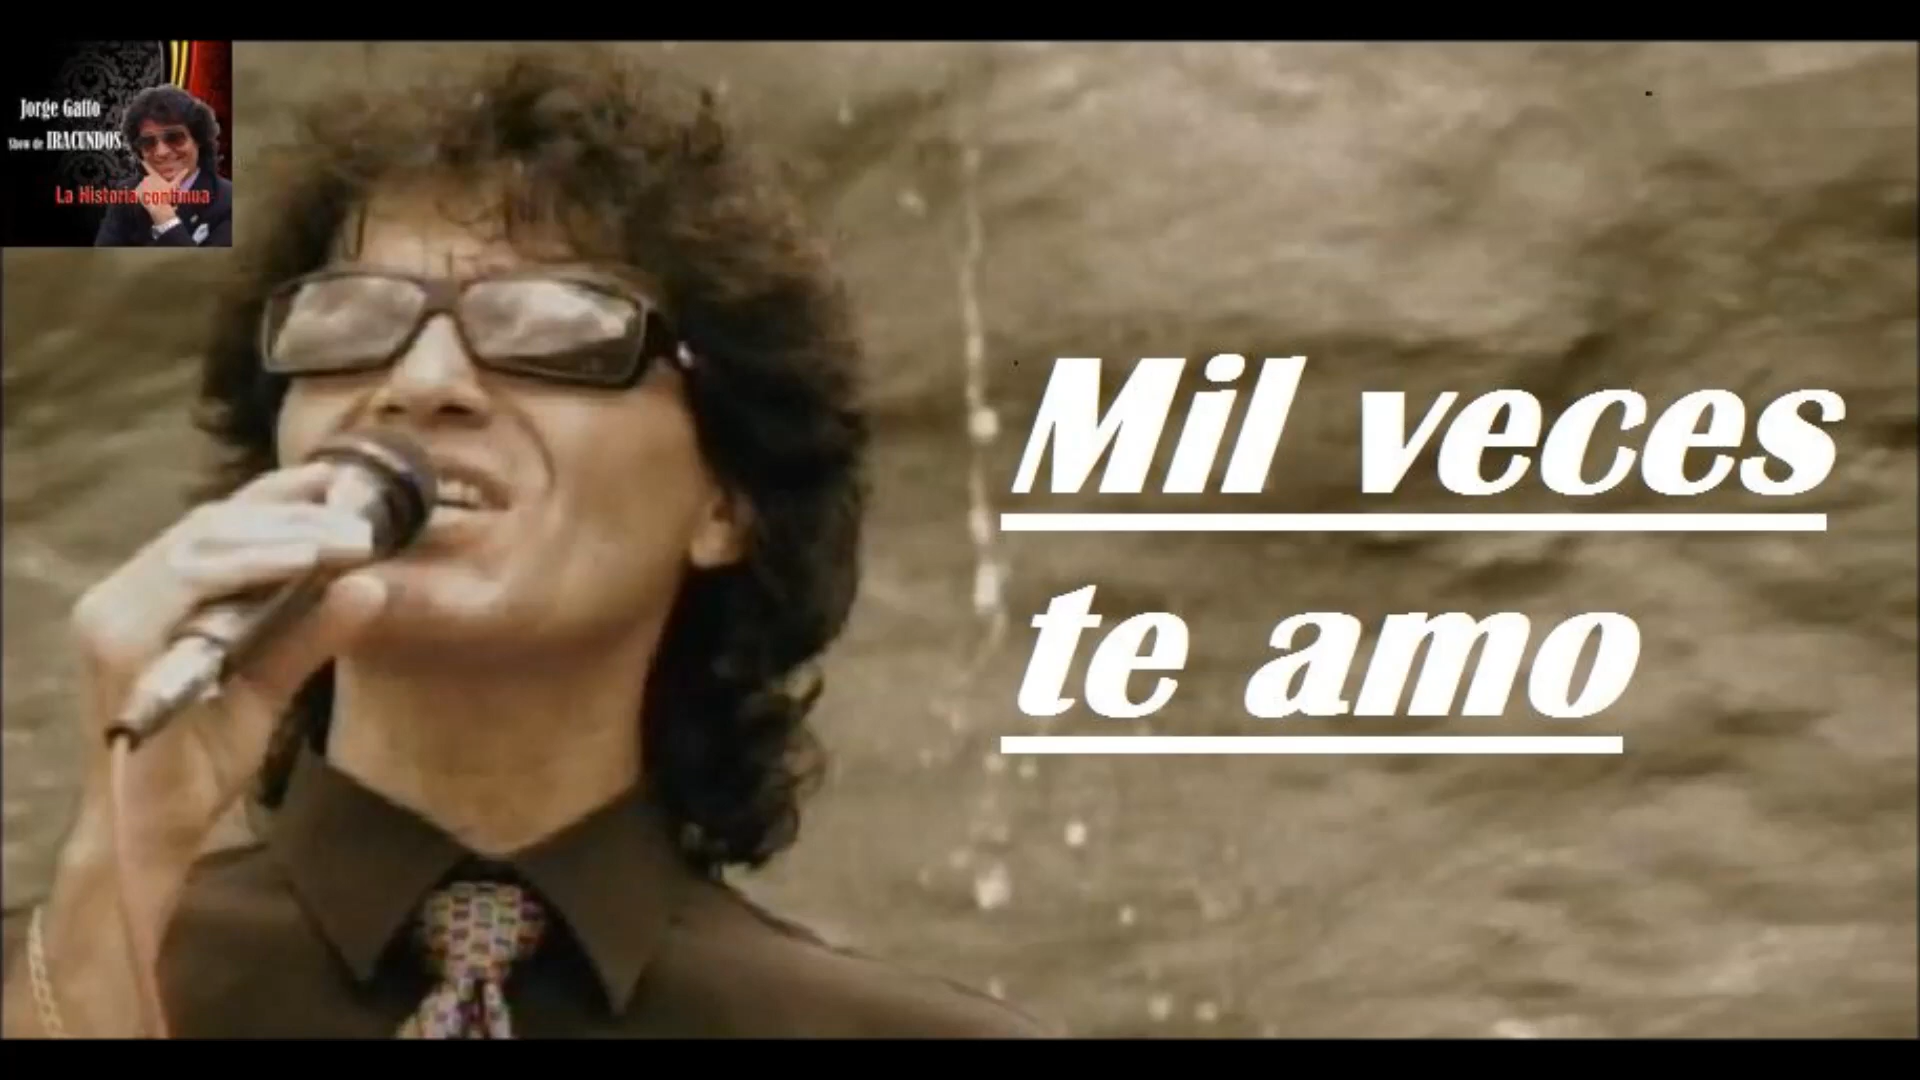 Jorge Gatto
Show de IRACUNDOS
La Historia continua
Mil veces
te amo